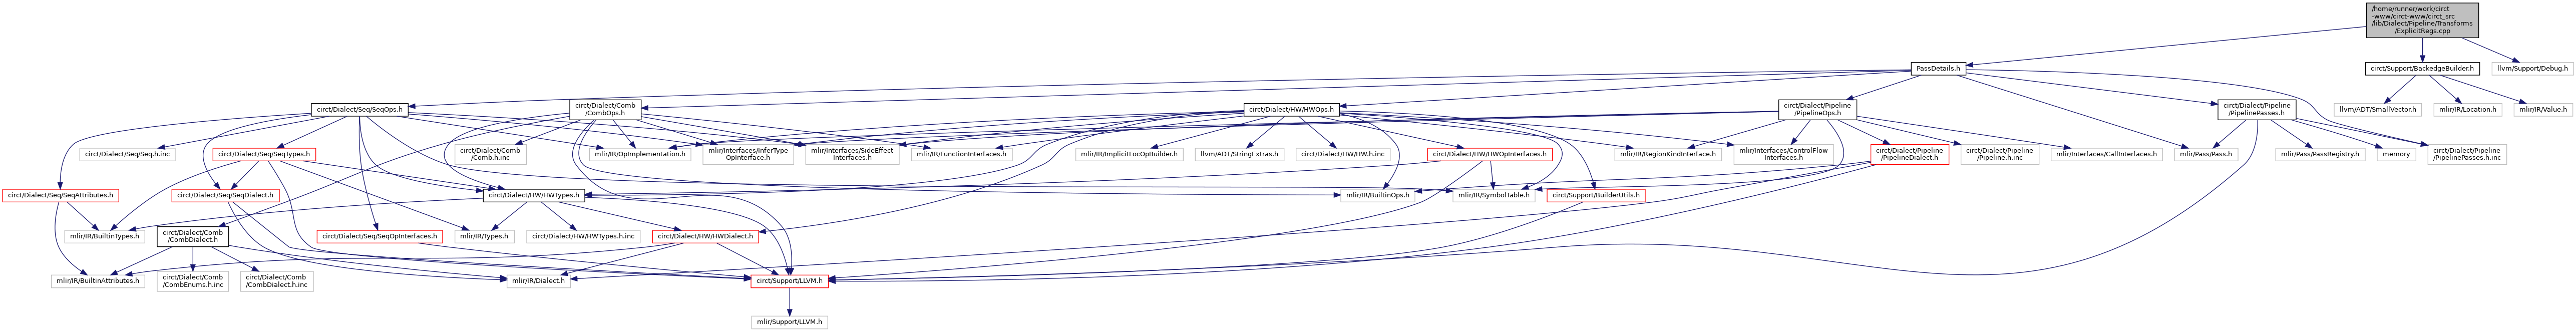 /home/runner/work/circt
-www/circt-www/circt_src
/lib/Dialect/Pipeline/Transforms
/ExplicitRegs.cpp
PassDetails.h
circt/Support/BackedgeBuilder.h
llvm/Support/Debug.h
circt/Dialect/Seq/SeqOps.h
circt/Dialect/Comb
/CombOps.h
circt/Dialect/HW/HWOps.h
circt/Dialect/Pipeline
/PipelineOps.h
circt/Dialect/Pipeline
/PipelinePasses.h
llvm/ADT/SmallVector.h
mlir/IR/Location.h
mlir/IR/Value.h
circt/Dialect/Seq/Seq.h.inc
circt/Dialect/Seq/SeqTypes.h
circt/Dialect/Comb
/Comb.h.inc
mlir/IR/OpImplementation.h
mlir/Interfaces/InferType
OpInterface.h
mlir/Interfaces/SideEffect
Interfaces.h
mlir/IR/FunctionInterfaces.h
mlir/IR/ImplicitLocOpBuilder.h
llvm/ADT/StringExtras.h
circt/Dialect/HW/HW.h.inc
circt/Dialect/HW/HWOpInterfaces.h
mlir/IR/RegionKindInterface.h
mlir/Interfaces/ControlFlow
Interfaces.h
circt/Dialect/Pipeline
/PipelineDialect.h
circt/Dialect/Pipeline
/Pipeline.h.inc
mlir/Interfaces/CallInterfaces.h
mlir/Pass/Pass.h
mlir/Pass/PassRegistry.h
memory
circt/Dialect/Pipeline
/PipelinePasses.h.inc
circt/Dialect/Seq/SeqAttributes.h
circt/Dialect/Seq/SeqDialect.h
circt/Dialect/HW/HWTypes.h
mlir/IR/BuiltinOps.h
mlir/IR/SymbolTable.h
circt/Support/BuilderUtils.h
mlir/IR/BuiltinTypes.h
circt/Dialect/Comb
/CombDialect.h
circt/Dialect/Seq/SeqOpInterfaces.h
mlir/IR/Types.h
circt/Dialect/HW/HWTypes.h.inc
circt/Dialect/HW/HWDialect.h
mlir/IR/BuiltinAttributes.h
circt/Dialect/Comb
/CombEnums.h.inc
circt/Dialect/Comb
/CombDialect.h.inc
mlir/IR/Dialect.h
circt/Support/LLVM.h
mlir/Support/LLVM.h